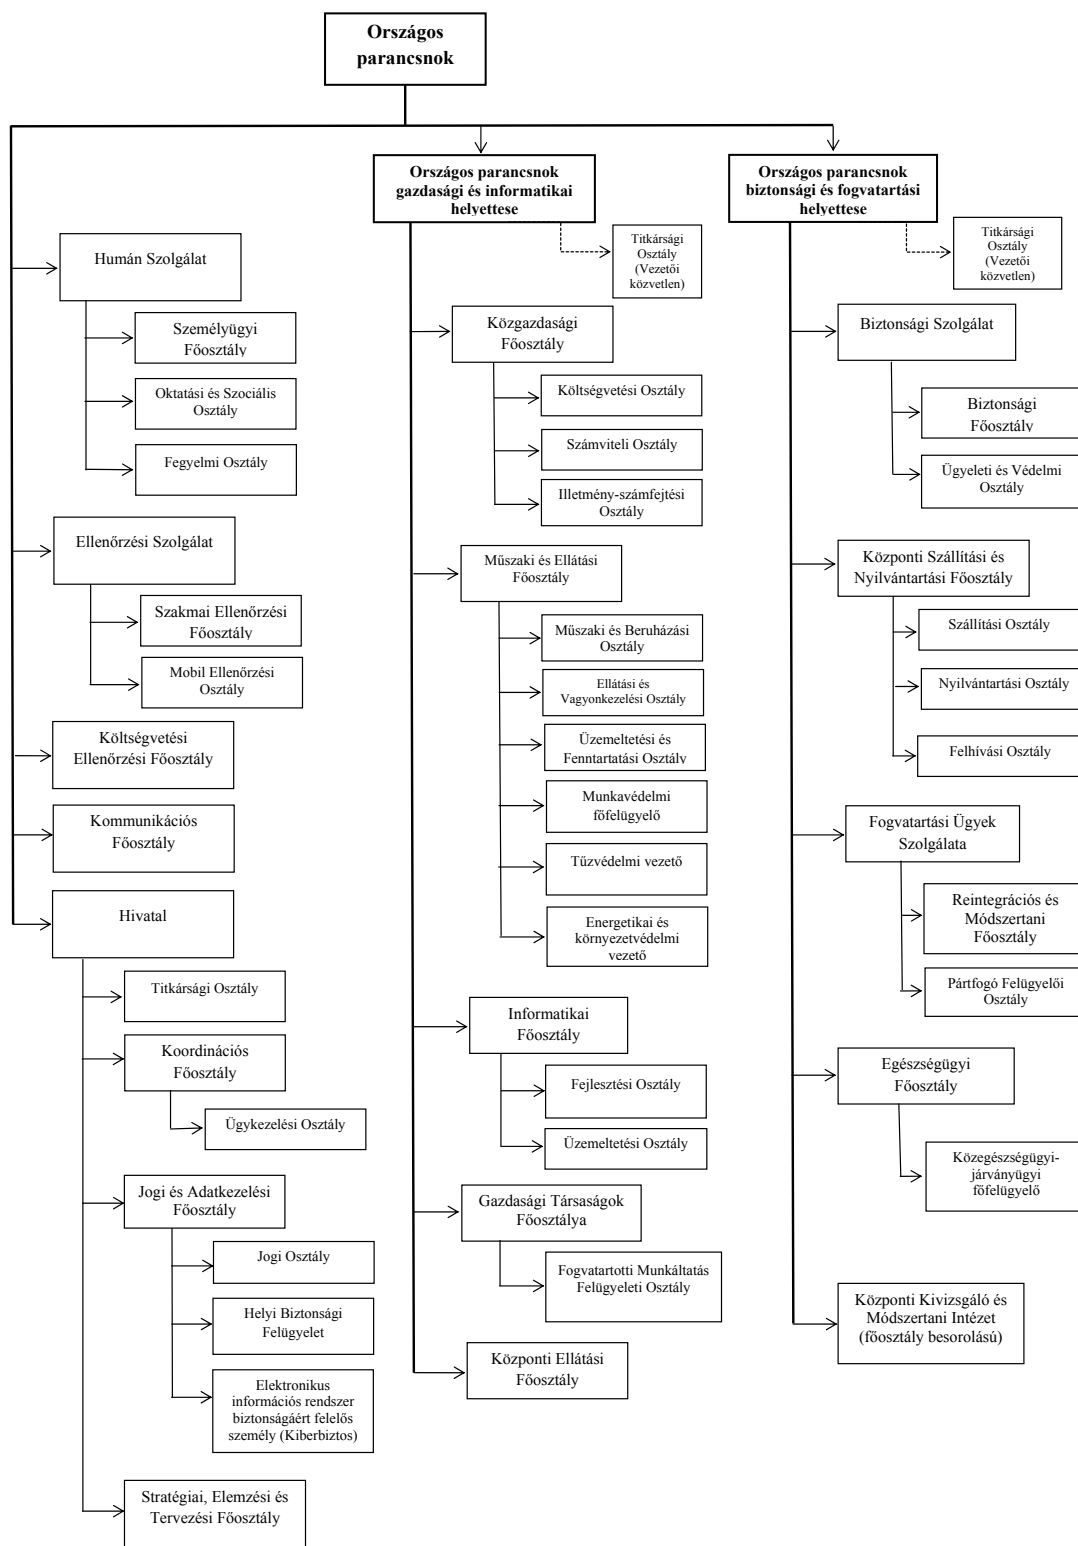 Országos
parancsnok
Humán Szolgálat
Személyügyi
Főosztály
Oktatási és Szociális
Osztály
Fegyelmi Osztály
Ellenőrzési Szolgálat
Szakmai Ellenőrzési
Főosztály
Mobil Ellenőrzési
Osztály
Költségvetési
Ellenőrzési Főosztály
Kommunikációs
Főosztály
Hivatal
Titkársági Osztály
Koordinációs
Főosztály
Ügykezelési Osztály
Jogi és Adatkezelési
Főosztály
Jogi Osztály
Helyi Biztonsági
Felügyelet
Elektronikus
információs rendszer
biztonságáért felelős
személy (Kiberbiztos)
Stratégiai, Elemzési és
Tervezési Főosztály
Országos parancsnok
gazdasági és informatikai
helyettese
Titkársági
Osztály
(Vezetői
közvetlen)
Közgazdasági
Főosztály
Költségvetési Osztály
Számviteli Osztály
Illetmény-számfejtési
Osztály
Műszaki és Ellátási
Főosztály
Műszaki és Beruházási
Osztály
Ellátási és
Vagyonkezelési Osztály
Üzemeltetési és
Fenntartatási Osztály
Munkavédelmi
főfelügyelő
Tűzvédelmi vezető
Energetikai és
környezetvédelmi
vezető
Informatikai
Főosztály
Fejlesztési Osztály
Üzemeltetési Osztály
Gazdasági Társaságok
Főosztálya
Fogvatartotti Munkáltatás
Felügyeleti Osztály
Központi Ellátási
Főosztály
Országos parancsnok
biztonsági és fogvatartási
helyettese
Titkársági
Osztály
(Vezetői
közvetlen)
Biztonsági Szolgálat
Biztonsági
Főosztály
Ügyeleti és Védelmi
Osztály
Központi Szállítási és
Nyilvántartási Főosztály
Szállítási Osztály
Nyilvántartási Osztály
Felhívási Osztály
Fogvatartási Ügyek
Szolgálata
Reintegrációs és
Módszertani
Főosztály
Pártfogó Felügyelői
Osztály
Egészségügyi
Főosztály
Közegészségügyi-
járványügyi
főfelügyelő
Központi Kivizsgáló és
Módszertani Intézet
(főosztály besorolású)